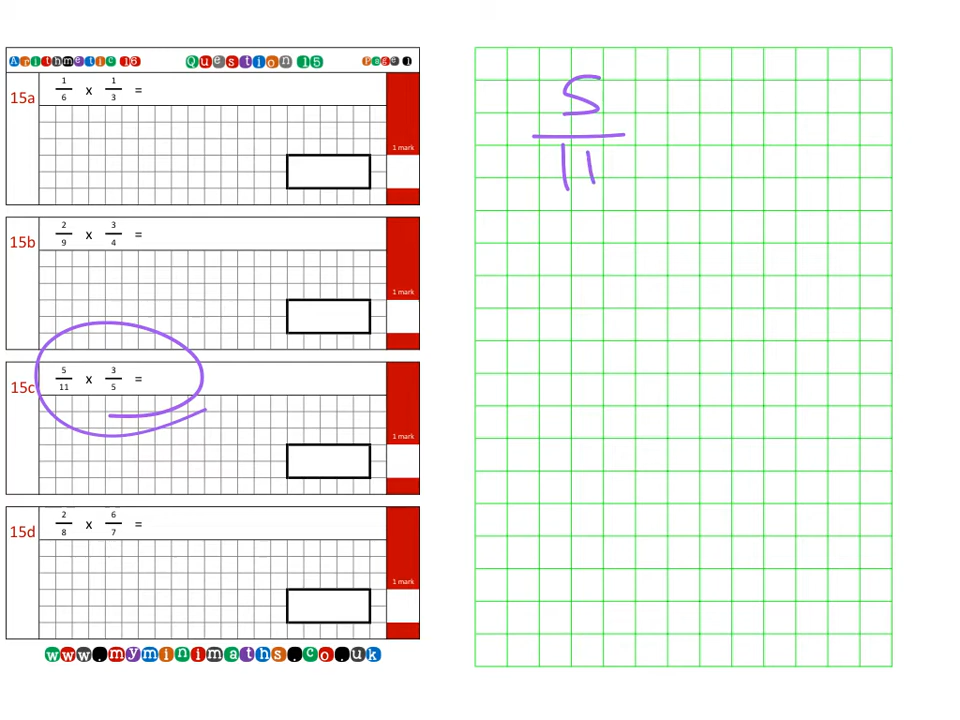 Arithmetic 16 Question 15 Page 1
15a 1/6 x 1/3 =
1 mark
15b 2/9 x 3/4 =
1 mark
15c 5/11 x 3/5 =
1 mark
15d 2/8 x 6/7 =
1 mark
www.myminimaths.co.uk
5
11